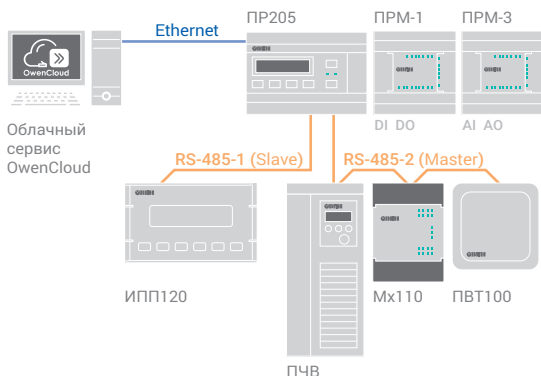 ПР205
ПРМ-1
ПРМ-3
Ethernet
OwenCloud
DI DO
AI AO
Облачный
сервис
OwenCloud
RS-485-1 (Slave)
RS-485-2 (Master)
ИПП120
ПЧВ
Мх110
ПВТ100